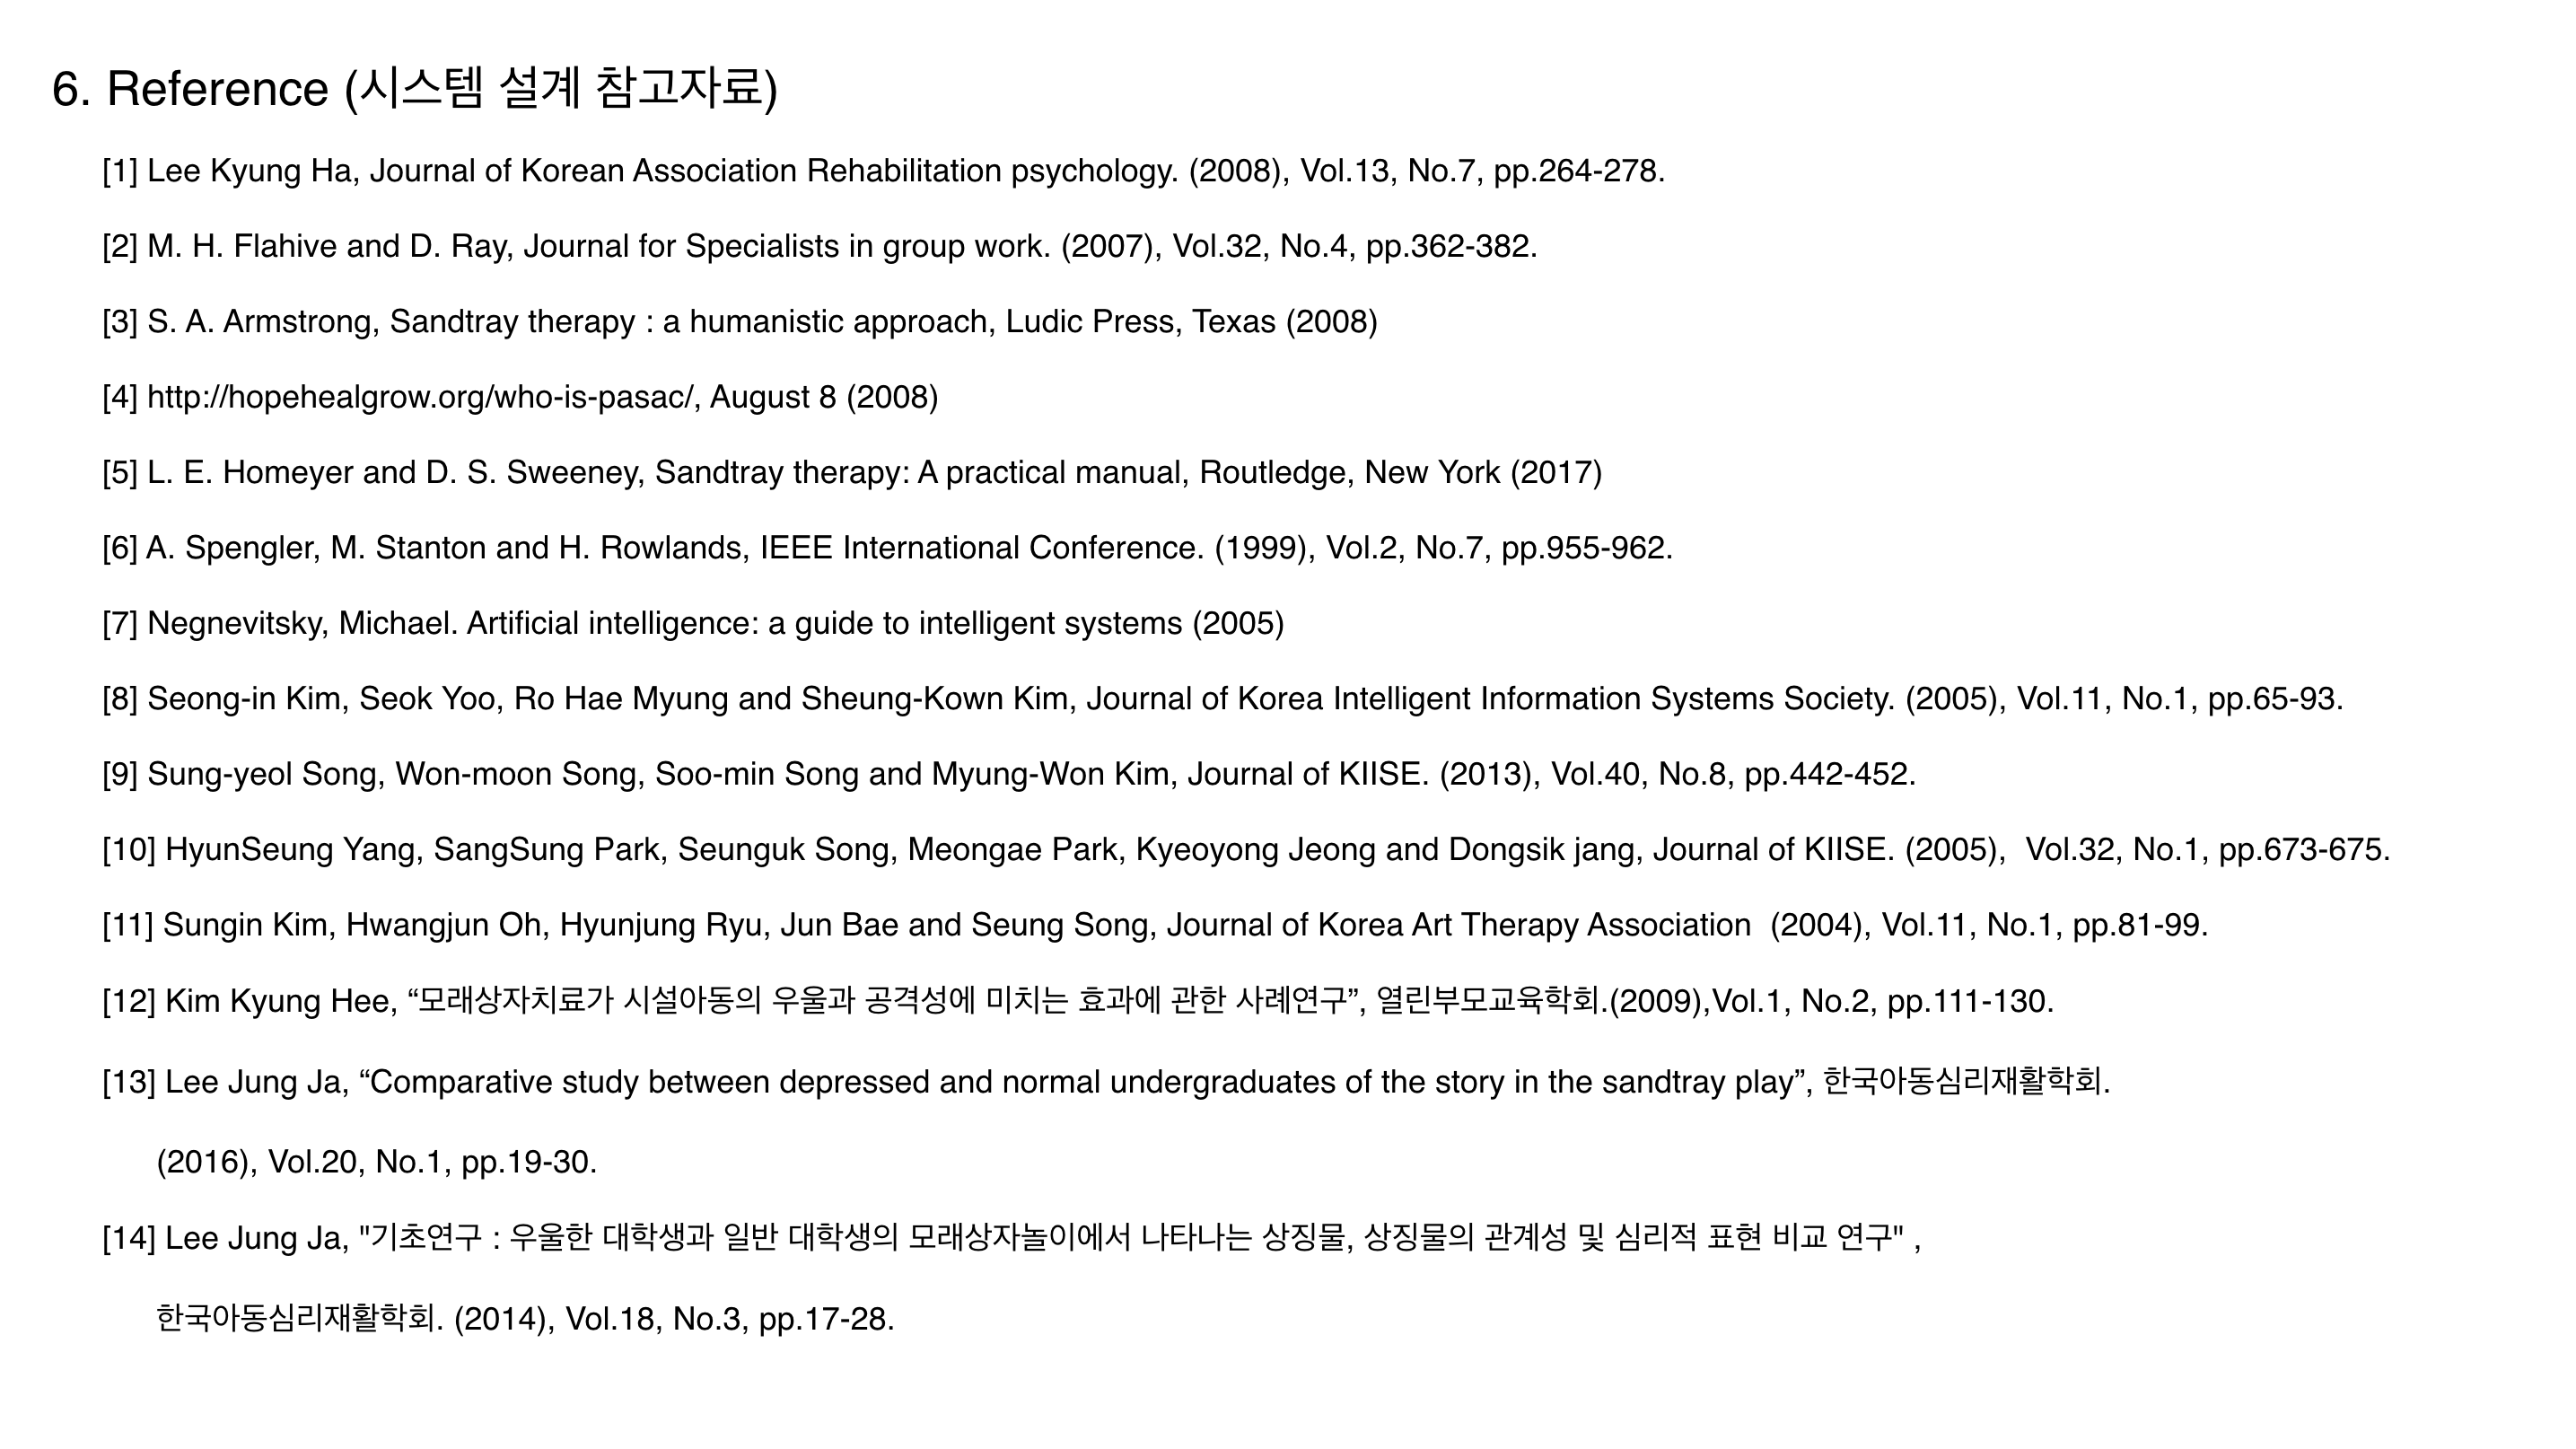 6. Reference (시스템 설계 참고자료)
[1] Lee Kyung Ha, Journal of Korean Association Rehabilitation psychology. (2008), Vol.13, No.7, pp.264-278.
[2] M. H. Flahive and D. Ray, Journal for Specialists in group work. (2007), Vol.32, No.4, pp.362-382.
[3] S. A. Armstrong, Sandtray therapy : a humanistic approach, Ludic Press, Texas (2008)
[4] http://hopehealgrow.org/who-is-pasac/, August 8 (2008)
[5] L. E. Homeyer and D. S. Sweeney, Sandtray therapy: A practical manual, Routledge, New York (2017)
[6] A. Spengler, M. Stanton and H. Rowlands, IEEE International Conference. (1999), Vol.2, No.7, pp.955-962.
[7] Negnevitsky, Michael. Artificial intelligence: a guide to intelligent systems (2005)
[8] Seong-in Kim, Seok Yoo, Ro Hae Myung and Sheung-Kown Kim, Journal of Korea Intelligent Information Systems Society. (2005), Vol.11, No.1, pp.65-93.
[9] Sung-yeol Song, Won-moon Song, Soo-min Song and Myung-Won Kim, Journal of KIISE. (2013), Vol.40, No.8, pp.442-452.
[10] HyunSeung Yang, SangSung Park, Seunguk Song, Meongae Park, Kyeoyong Jeong and Dongsik jang, Journal of KIISE. (2005),  Vol.32, No.1, pp.673-675.
[11] Sungin Kim, Hwangjun Oh, Hyunjung Ryu, Jun Bae and Seung Song, Journal of Korea Art Therapy Association  (2004), Vol.11, No.1, pp.81-99.
[12] Kim Kyung Hee, “모래상자치료가 시설아동의 우울과 공격성에 미치는 효과에 관한 사례연구”, 열린부모교육학회.(2009),Vol.1, No.2, pp.111-130.
[13] Lee Jung Ja, “Comparative study between depressed and normal undergraduates of the story in the sandtray play”, 한국아동심리재활학회.
(2016), Vol.20, No.1, pp.19-30.
[14] Lee Jung Ja, "기초연구 : 우울한 대학생과 일반 대학생의 모래상자놀이에서 나타나는 상징물, 상징물의 관계성 및 심리적 표현 비교 연구" ,
한국아동심리재활학회. (2014), Vol.18, No.3, pp.17-28.